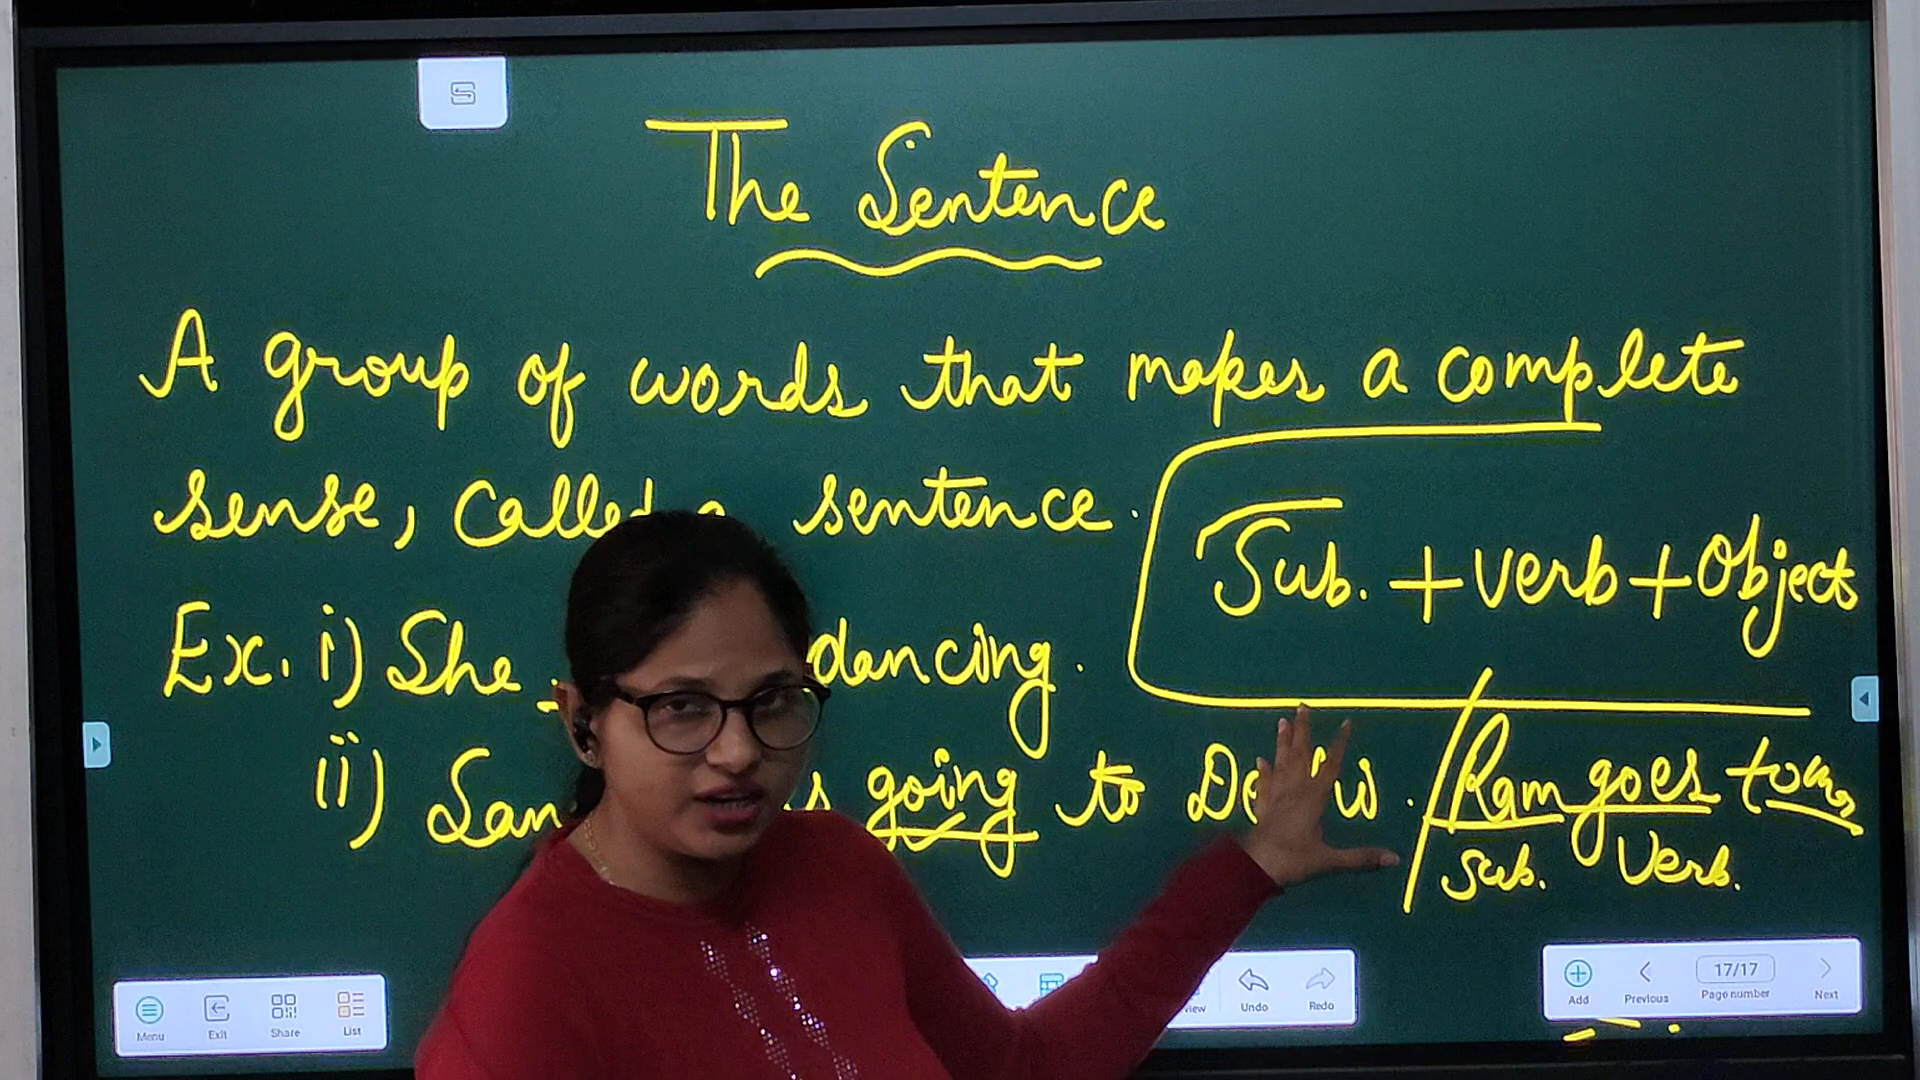 The Sentence
A group of words that makes a complete
sense, called a sentence.
Sub. + verb + Object
Ex. i) She dancing.
ii) going to
Ram goes
Sub. Verb.
Menu Exit Share List
Undo Redo
Add Previous 17/17 Page number Next